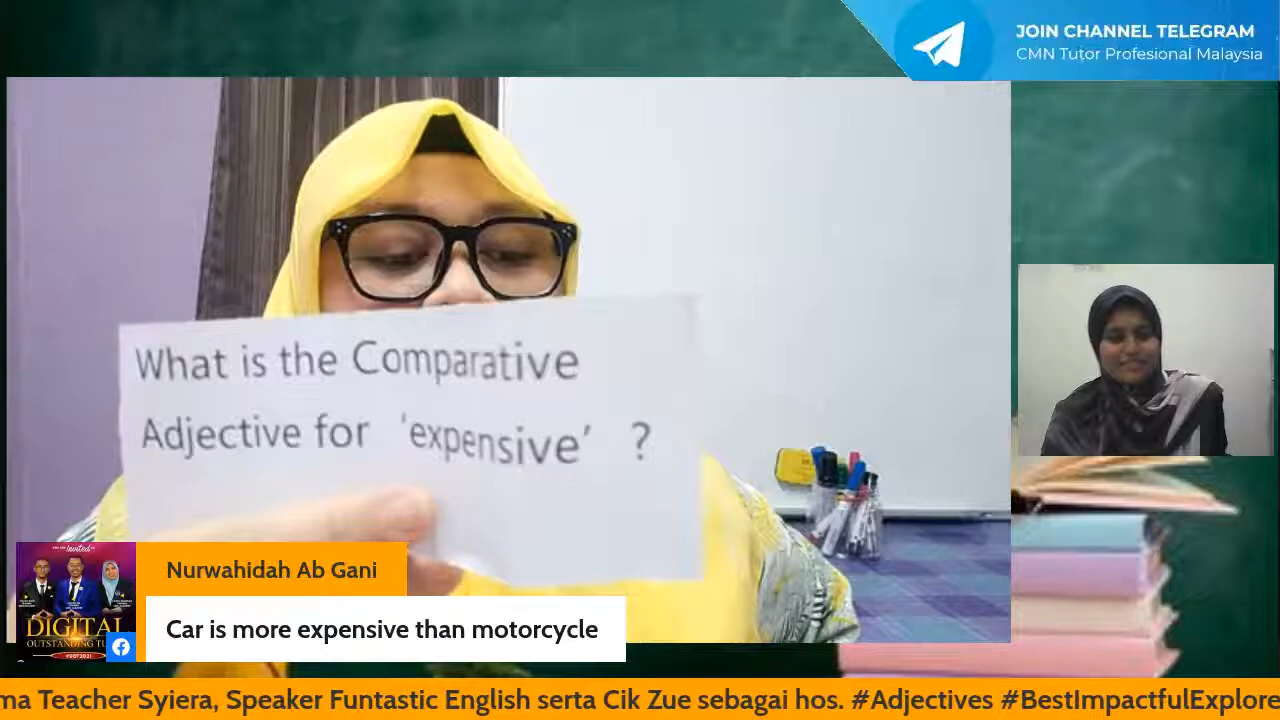 JOIN CHANNEL TELEGRAM
CMN Tutor Profesional Malaysia
What is the Comparative
Adjective for 'expensive' ?
Invited
DIGITAL
Nurwahidah Ab Gani
Car is more expensive than motorcycle
ma Teacher Syiera, Speaker Funtastic English serta Cik Zue sebagai hos. #Adjectives #BestImpactfulExplore